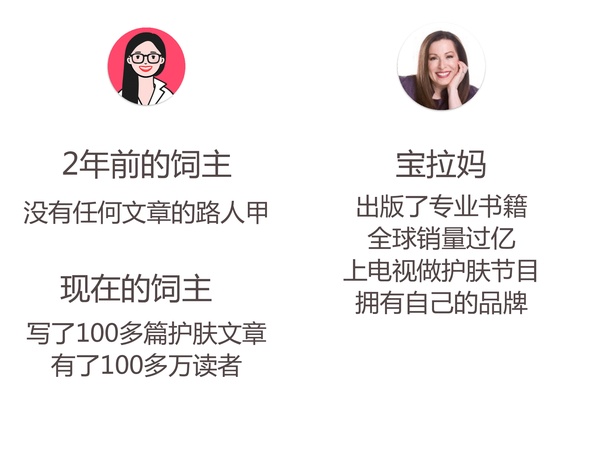 2年前的饲主
没有任何文章的路人甲
现在的饲主
写了100多篇护肤文章
有了100多万读者
宝拉妈
出版了专业书籍
全球销量过亿
上电视做护肤节目
拥有自己的品牌